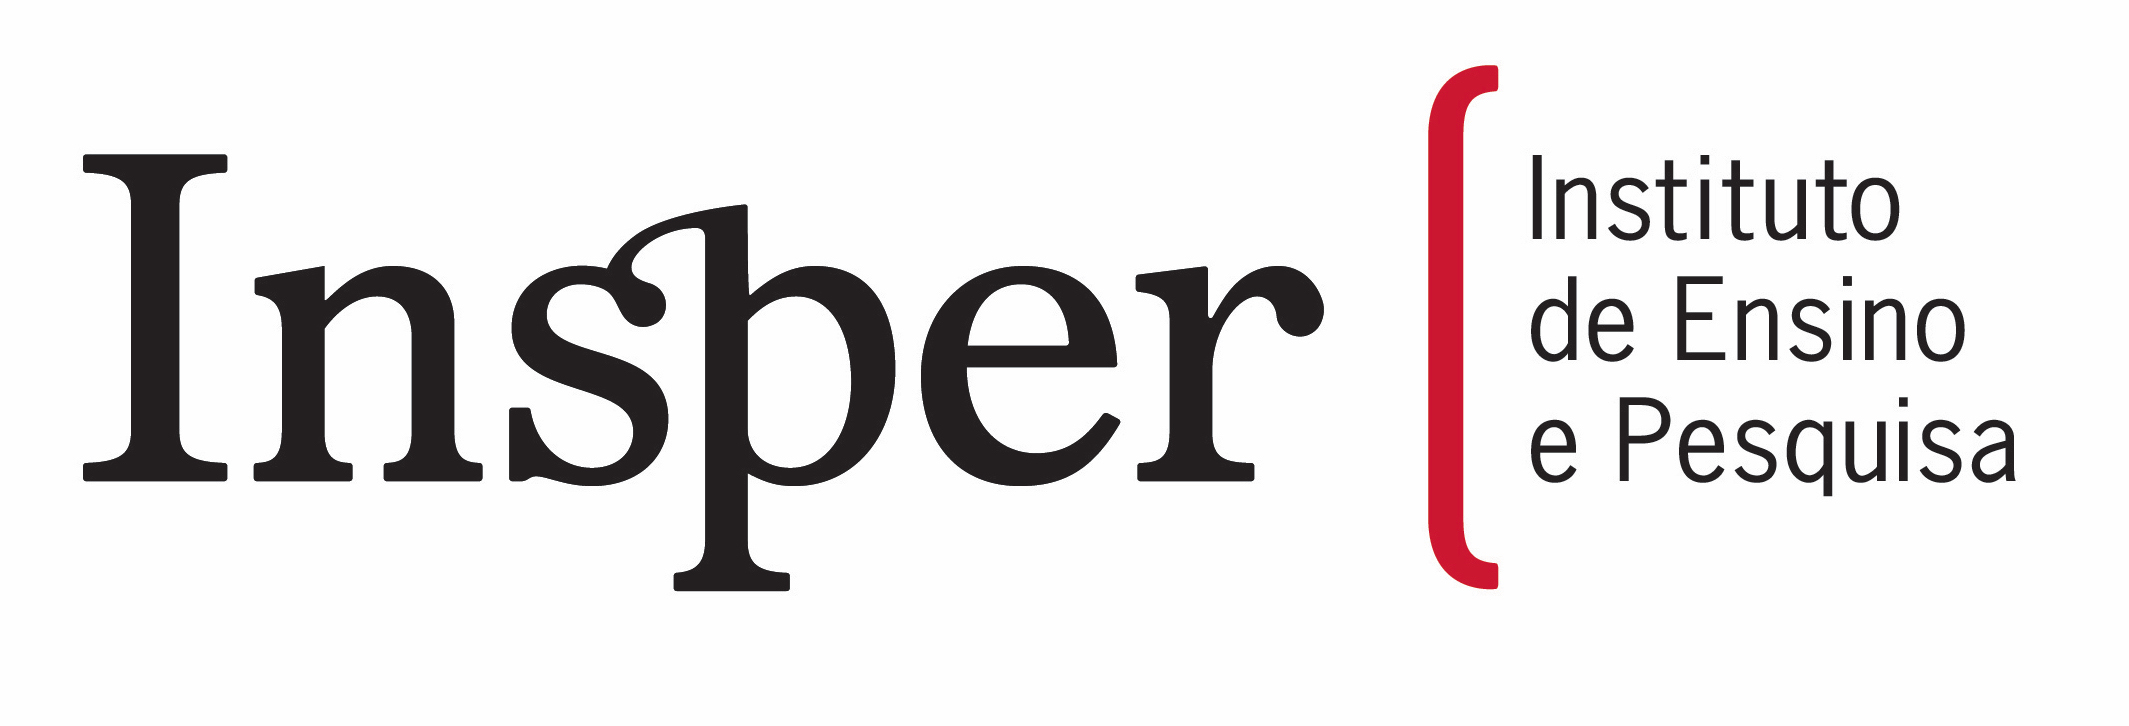 Insper
Instituto
de Ensino
e Pesquisa